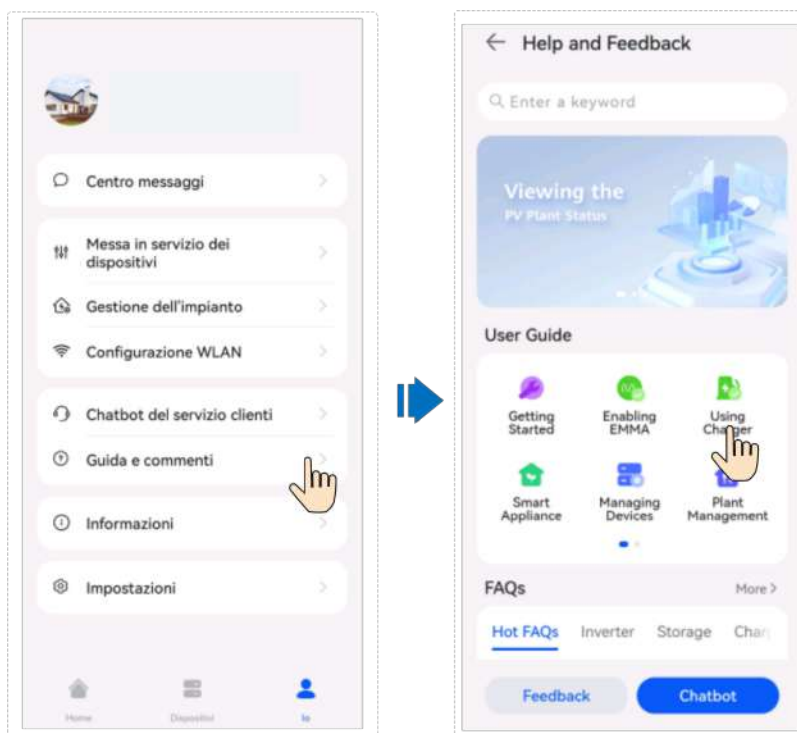 Centro messaggi
Messa in servizio dei
dispositivi
Gestione dell'impianto
Configurazione WLAN
Chatbot del servizio clienti
Guida e commenti
Informazioni
Impostazioni
Home
Dispositivi
Io
Help and Feedback
Enter a keyword
Viewing the
PV Plant Status
User Guide
Getting
Started
Enabling
EMMA
Using
Charger
Smart
Appliance
Managing
Devices
Plant
Management
FAQs
More >
Hot FAQs Inverter Storage Char
Feedback
Chatbot